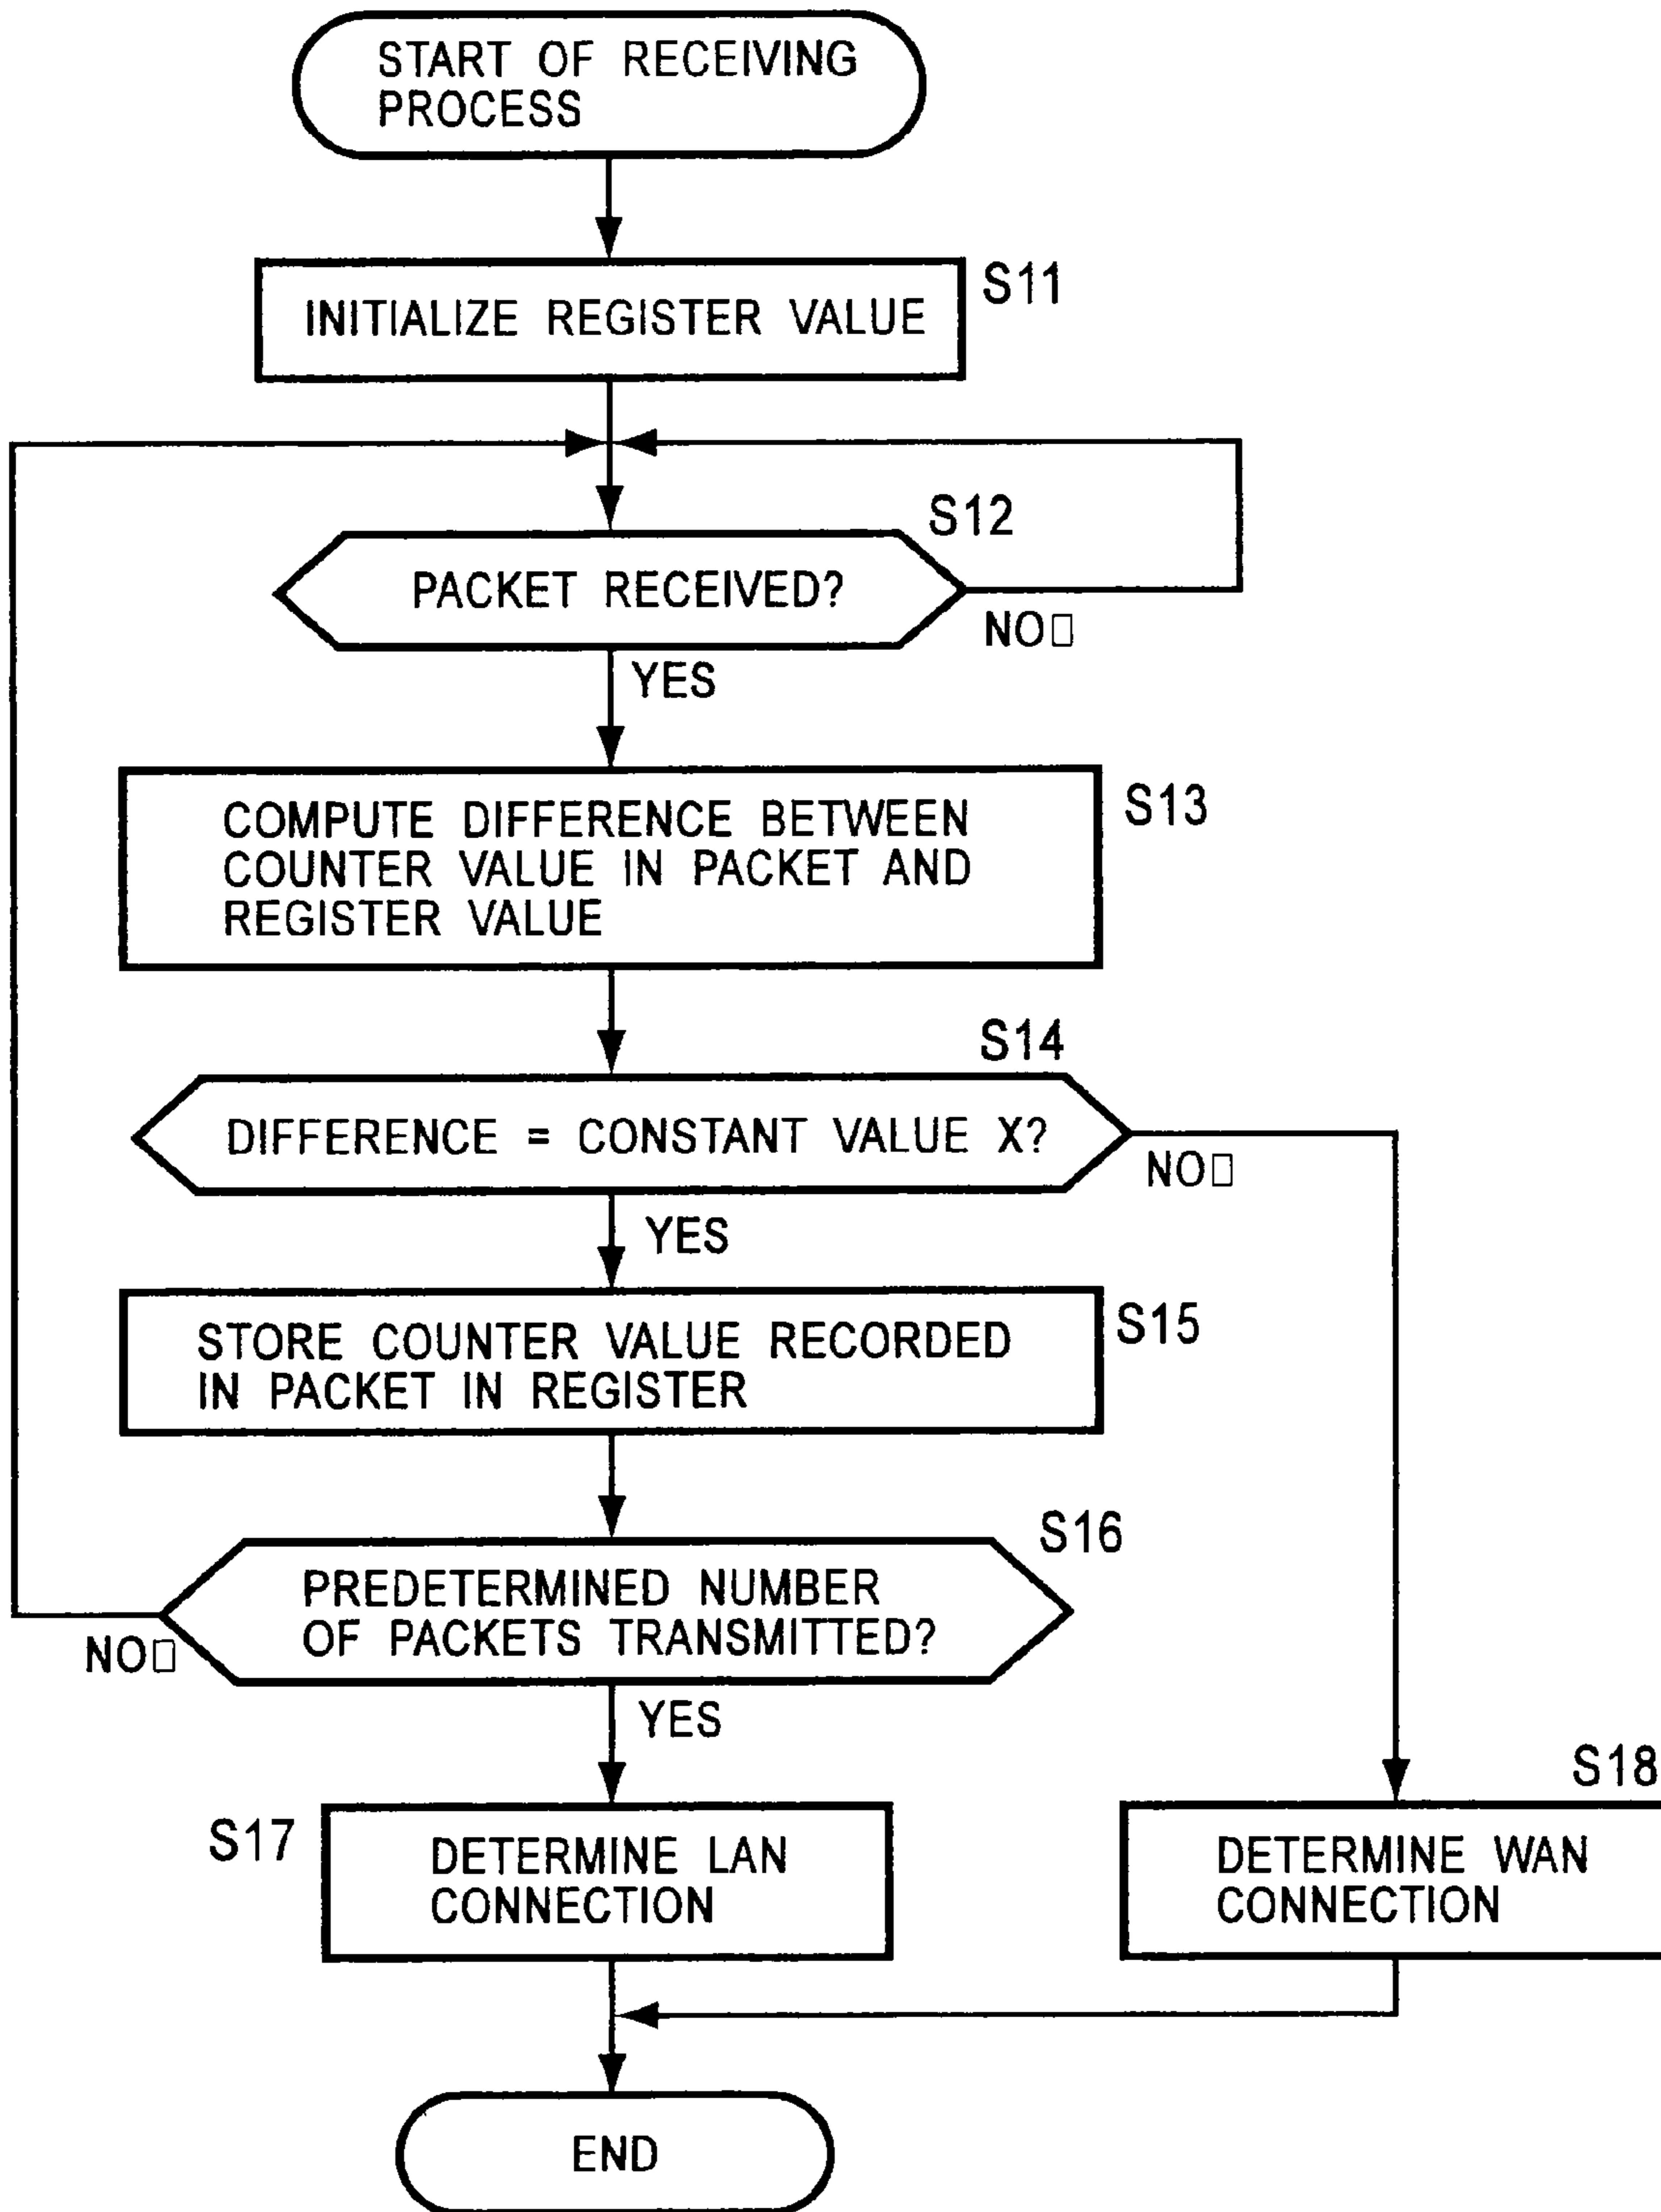 START OF RECEIVING
PROCESS
S11
INITIALIZE REGISTER VALUE
S12
PACKET RECEIVED?
NO
YES
S13
COMPUTE DIFFERENCE BETWEEN
COUNTER VALUE IN PACKET AND
REGISTER VALUE
S14
DIFFERENCE = CONSTANT VALUE X?
NO
YES
S15
STORE COUNTER VALUE RECORDED
IN PACKET IN REGISTER
S16
PREDETERMINED NUMBER
OF PACKETS TRANSMITTED?
NO
YES
S17
DETERMINE LAN
CONNECTION
S18
DETERMINE WAN
CONNECTION
END